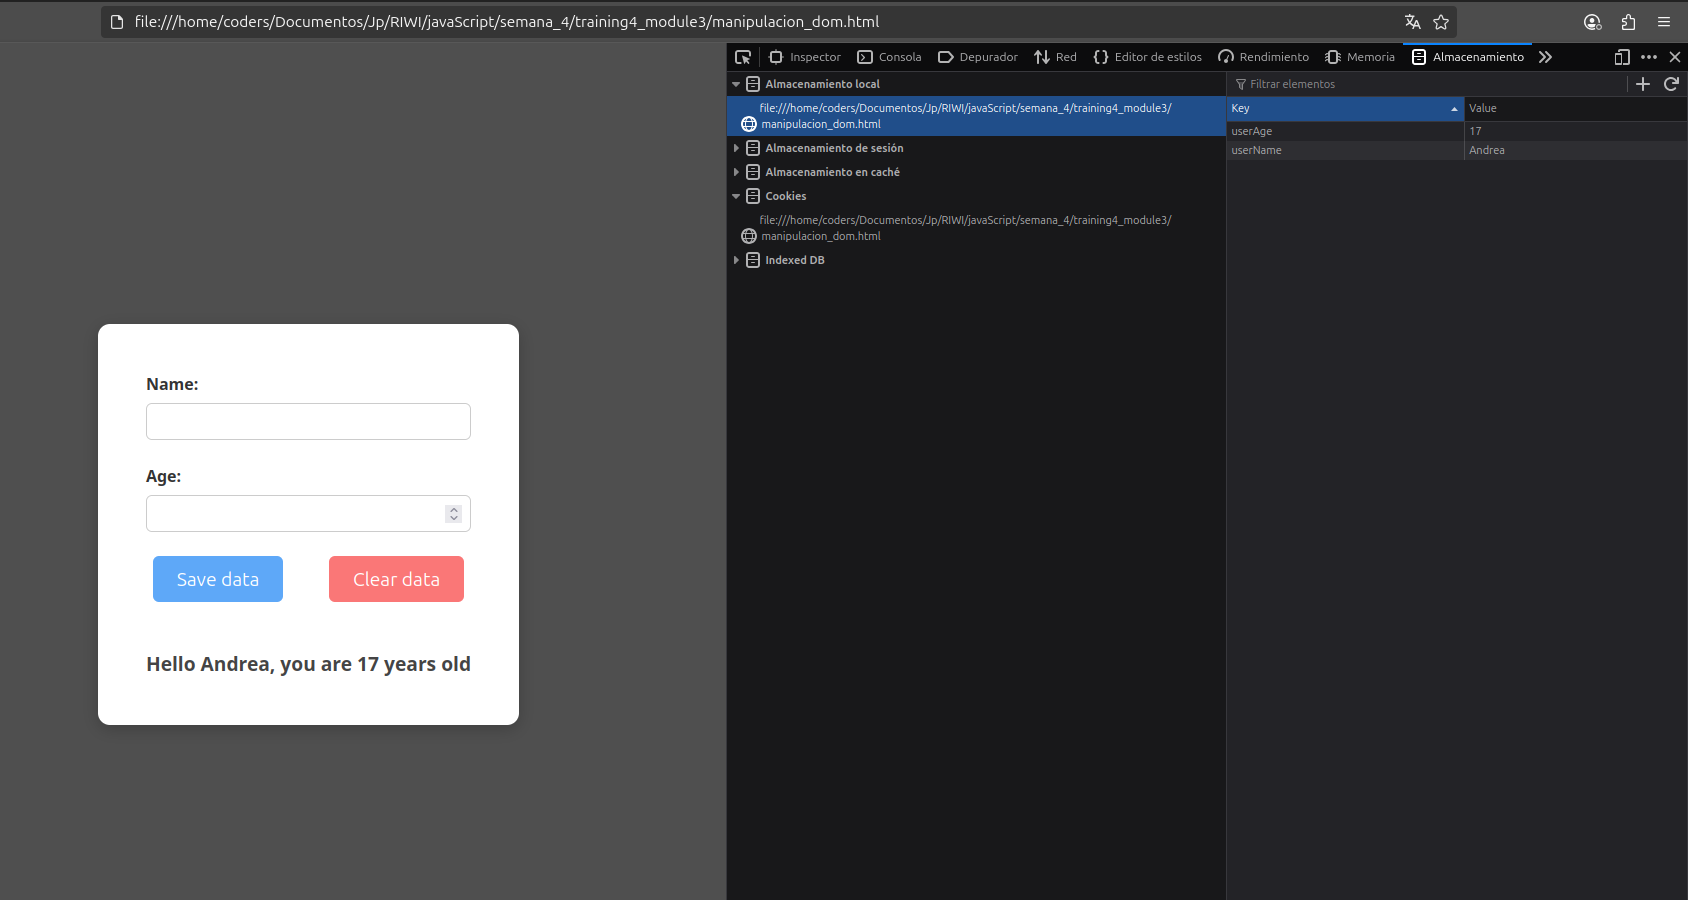 file:///home/coders/Documentos/Jp/RIWI/javaScript/semana_4/training4_module3/manipulacion_dom.html
Inspector Consola Depurador Red Editor de estilos Rendimiento Memoria Almacenamiento
Almacenamiento local
file:///home/coders/Documentos/Jp/RIWI/javaScript/semana_4/training4_module3/
manipulacion_dom.html
Almacenamiento de sesión
Almacenamiento en caché
Cookies
file:///home/coders/Documentos/Jp/RIWI/javaScript/semana_4/training4_module3/
manipulacion_dom.html
Indexed DB
Filtrar elementos
Key Value
userAge 17
userName Andrea
Name:
Age:
Save data Clear data
Hello Andrea, you are 17 years old